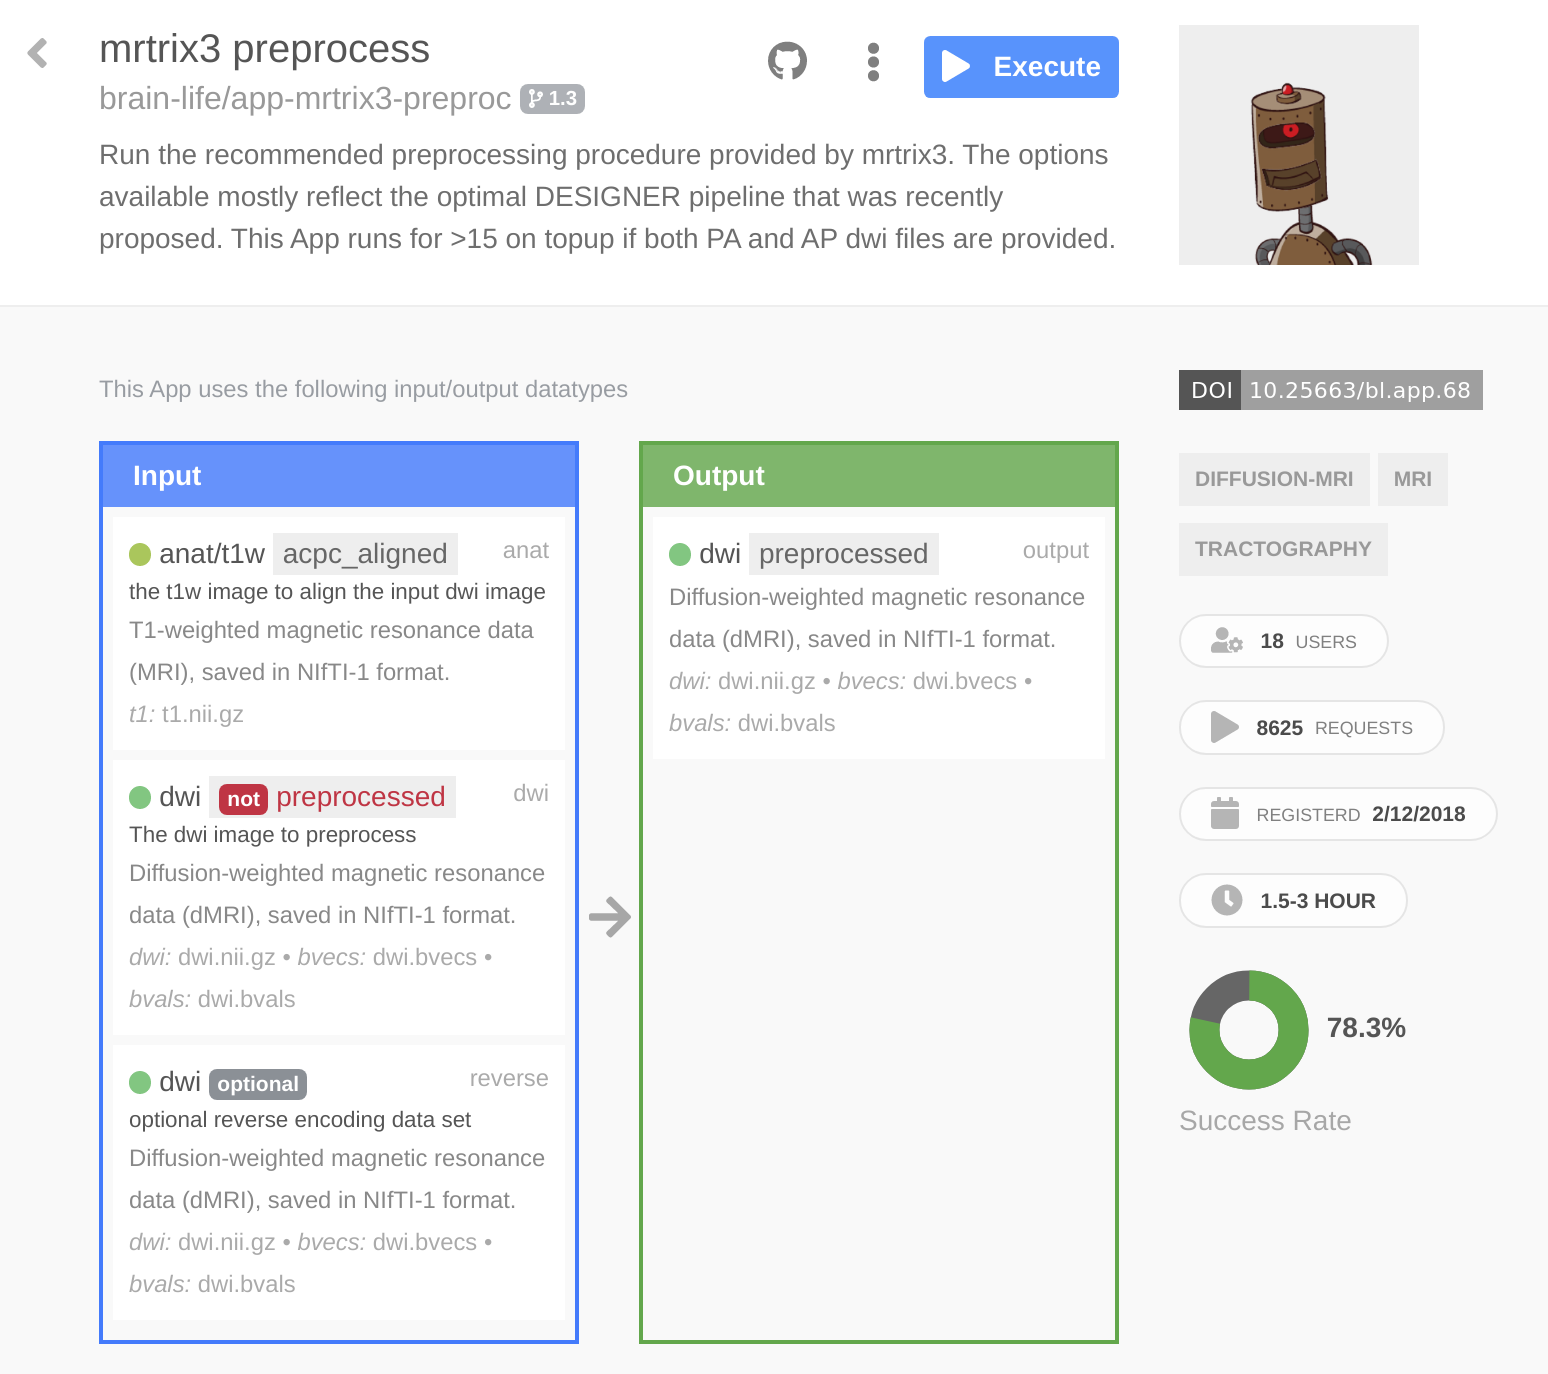 mrtrix3 preprocess
brain-life/app-mrtrix3-preproc 1.3
Execute
Run the recommended preprocessing procedure provided by mrtrix3. The options
available mostly reflect the optimal DESIGNER pipeline that was recently
proposed. This App runs for >15 on topup if both PA and AP dwi files are provided.
This App uses the following input/output datatypes
Input
anat/t1w acpc_aligned anat
the t1w image to align the input dwi image
T1-weighted magnetic resonance data
(MRI), saved in NIfTI-1 format.
t1: t1.nii.gz
dwi not preprocessed dwi
The dwi image to preprocess
Diffusion-weighted magnetic resonance
data (dMRI), saved in NIfTI-1 format.
dwi: dwi.nii.gz • bvecs: dwi.bvecs •
bvals: dwi.bvals
dwi optional reverse
optional reverse encoding data set
Diffusion-weighted magnetic resonance
data (dMRI), saved in NIfTI-1 format.
dwi: dwi.nii.gz • bvecs: dwi.bvecs •
bvals: dwi.bvals
Output
dwi preprocessed output
Diffusion-weighted magnetic resonance
data (dMRI), saved in NIfTI-1 format.
dwi: dwi.nii.gz • bvecs: dwi.bvecs •
bvals: dwi.bvals
DOI 10.25663/bl.app.68
DIFFUSION-MRI MRI
TRACTOGRAPHY
18 USERS
8625 REQUESTS
REGISTERD 2/12/2018
1.5-3 HOUR
78.3%
Success Rate